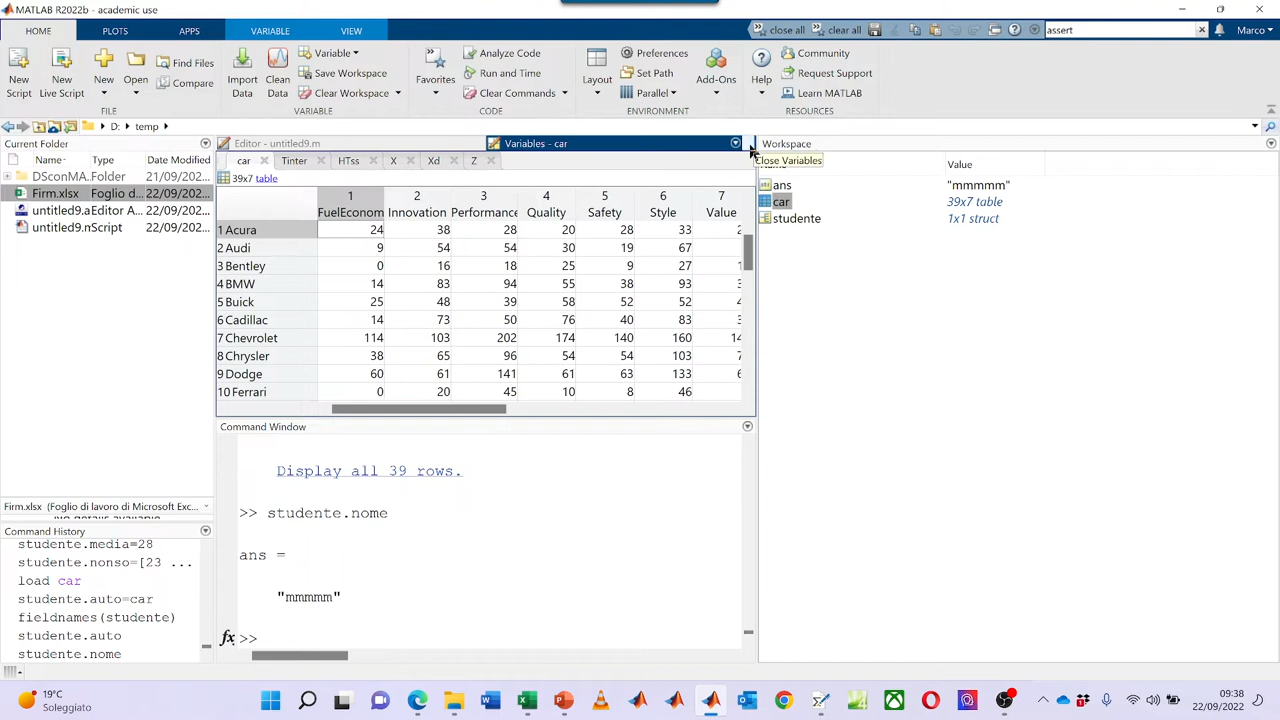 MATLAB R2022b - academic use
HOME PLOTS APPS VARIABLE VIEW close all clear all assert Marco
New Script
New Live Script
New
Open
Find Files
Compare
Import Data
Clean Data
Variable
Save Workspace
Clear Workspace
Favorites
Analyze Code
Run and Time
Clear Commands
Layout
Preferences
Set Path
Parallel
Add-Ons
Help
Community
Request Support
Learn MATLAB
FILE VARIABLE CODE ENVIRONMENT RESOURCES
D: temp
Current Folder
Name Type Date Modified
Folder 21/09/202...
Firm.xlsx Foglio d... 22/09/202...
untitled9.a Editor A... 22/09/202...
untitled9.m Script 22/09/202...
Firm.xlsx (Foglio di lavoro di Microsoft Exc...
Command History
studente.media=28
studente.nonso=[23 ...
load car
studente.auto=car
fieldnames(studente)
studente.auto
studente.nome
Editor - untitled9.m
Variables - car
car Tinter HTss X Xd Z
39x7 table
1 2 3 4 5 6 7
FuelEconom Innovation Performance Quality Safety Style Value
1 Acura 24 38 28 20 28 33 2
2 Audi 9 54 54 30 19 67
3 Bentley 0 16 18 25 9 27 1
4 BMW 14 83 94 55 38 93 3
5 Buick 25 48 39 58 52 52 4
6 Cadillac 14 73 50 76 40 83 3
7 Chevrolet 114 103 202 174 140 160 14
8 Chrysler 38 65 96 54 54 103 7
9 Dodge 60 61 141 61 63 133 6
10 Ferrari 0 20 45 10 8 46
Command Window
Display all 39 rows.
>> studente.nome
ans =
"mmmmm"
fx >>
Workspace
Close Variables
Value
ans "mmmmm"
car 39x7 table
studente 1x1 struct
19°C
09:38
22/09/2022